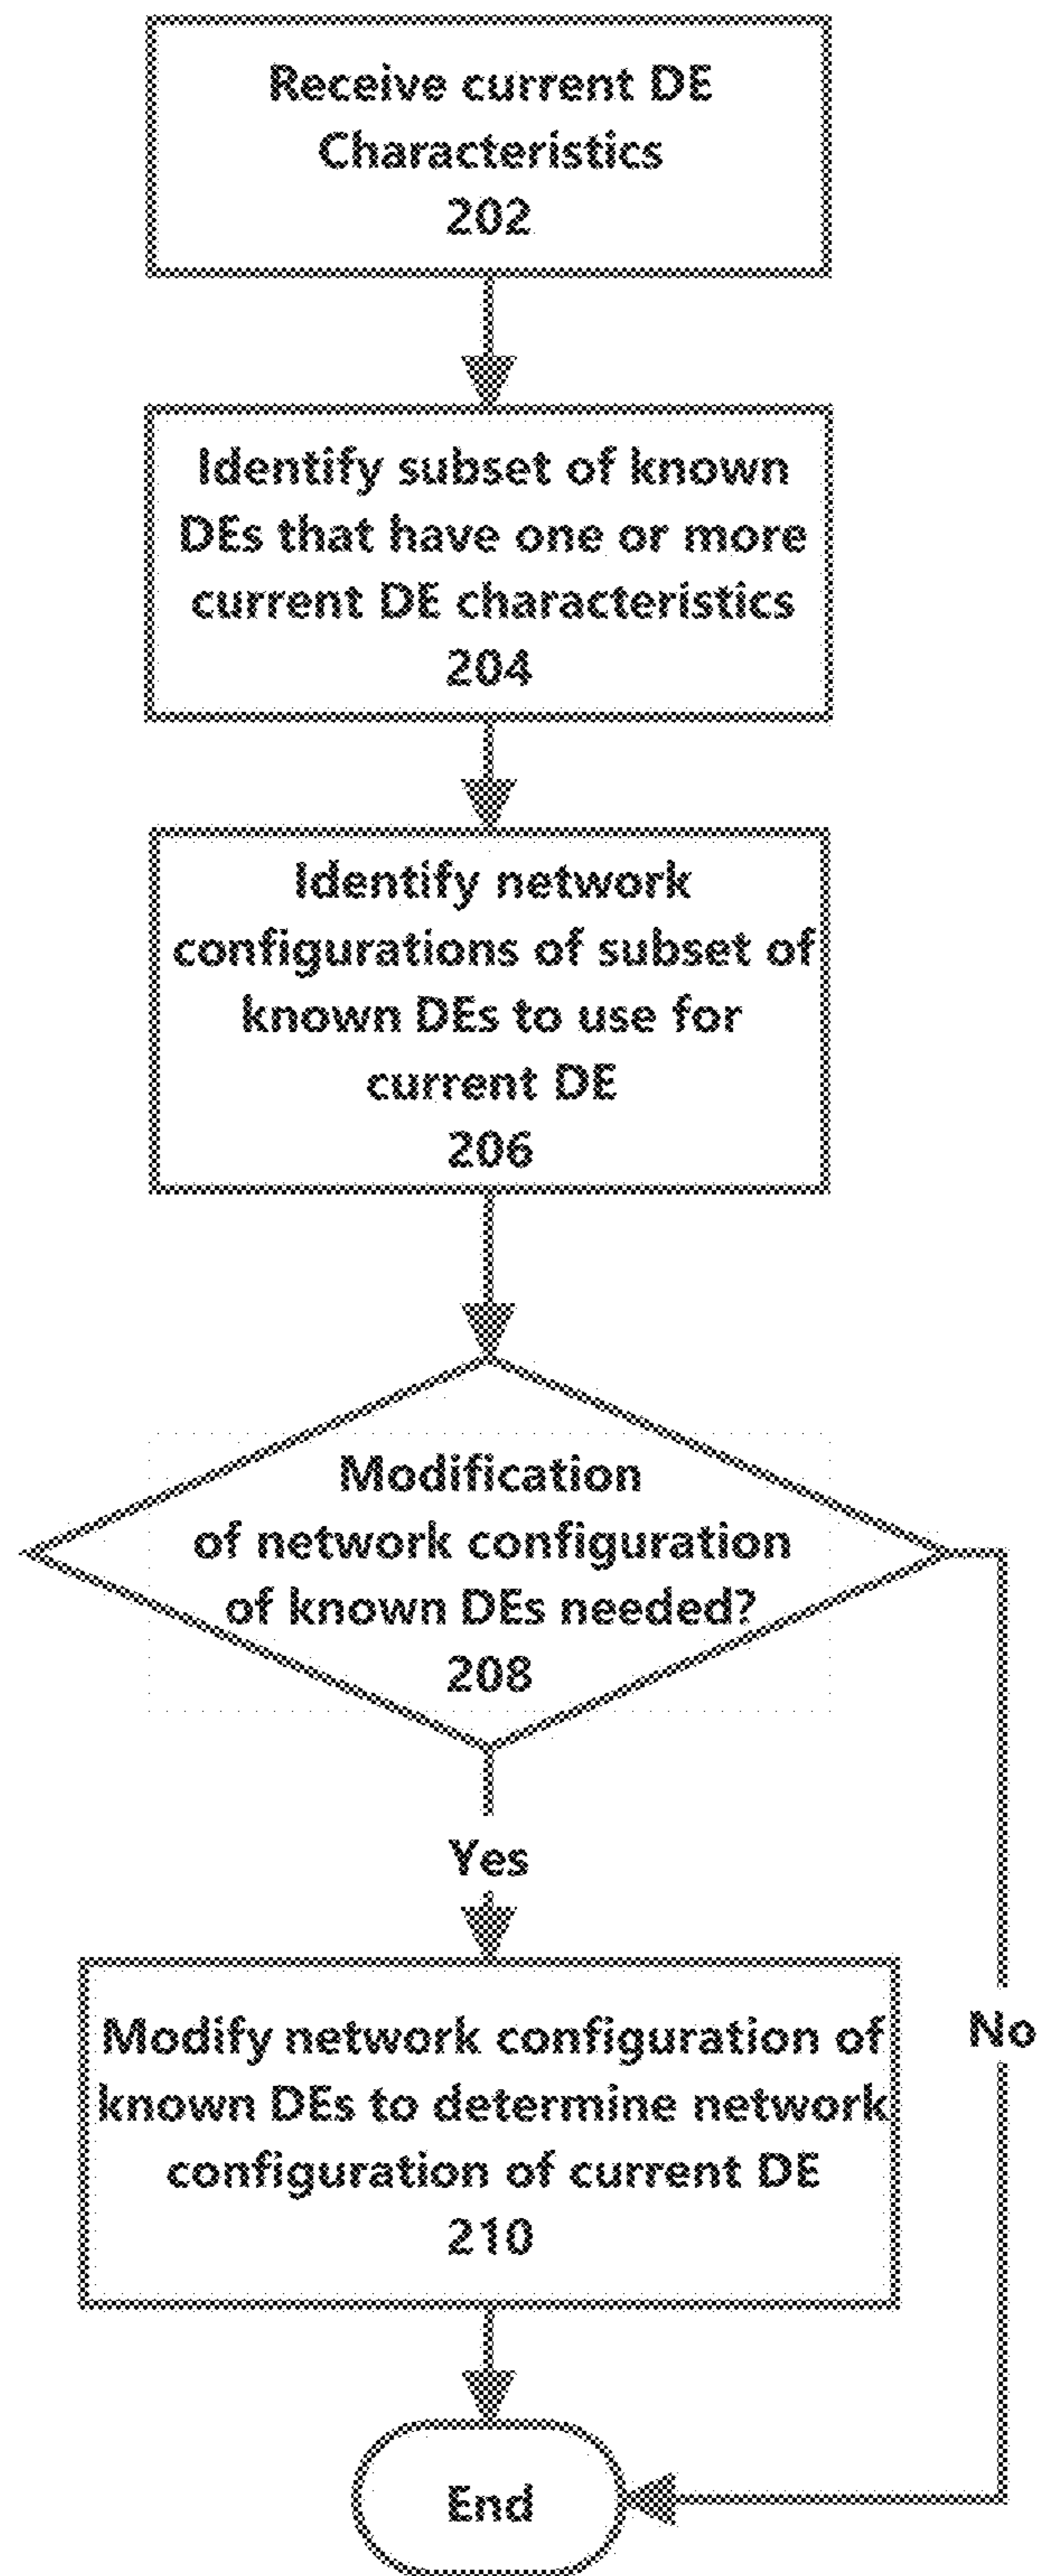 Receive current DE
Characteristics
202
Identify subset of known
DEs that have one or more
current DE characteristics
204
Identify network
configurations of subset of
known DEs to use for
current DE
206
Modification
of network configuration
of known DEs needed?
208
Yes
No
Modify network configuration of
known DEs to determine network
configuration of current DE
210
End